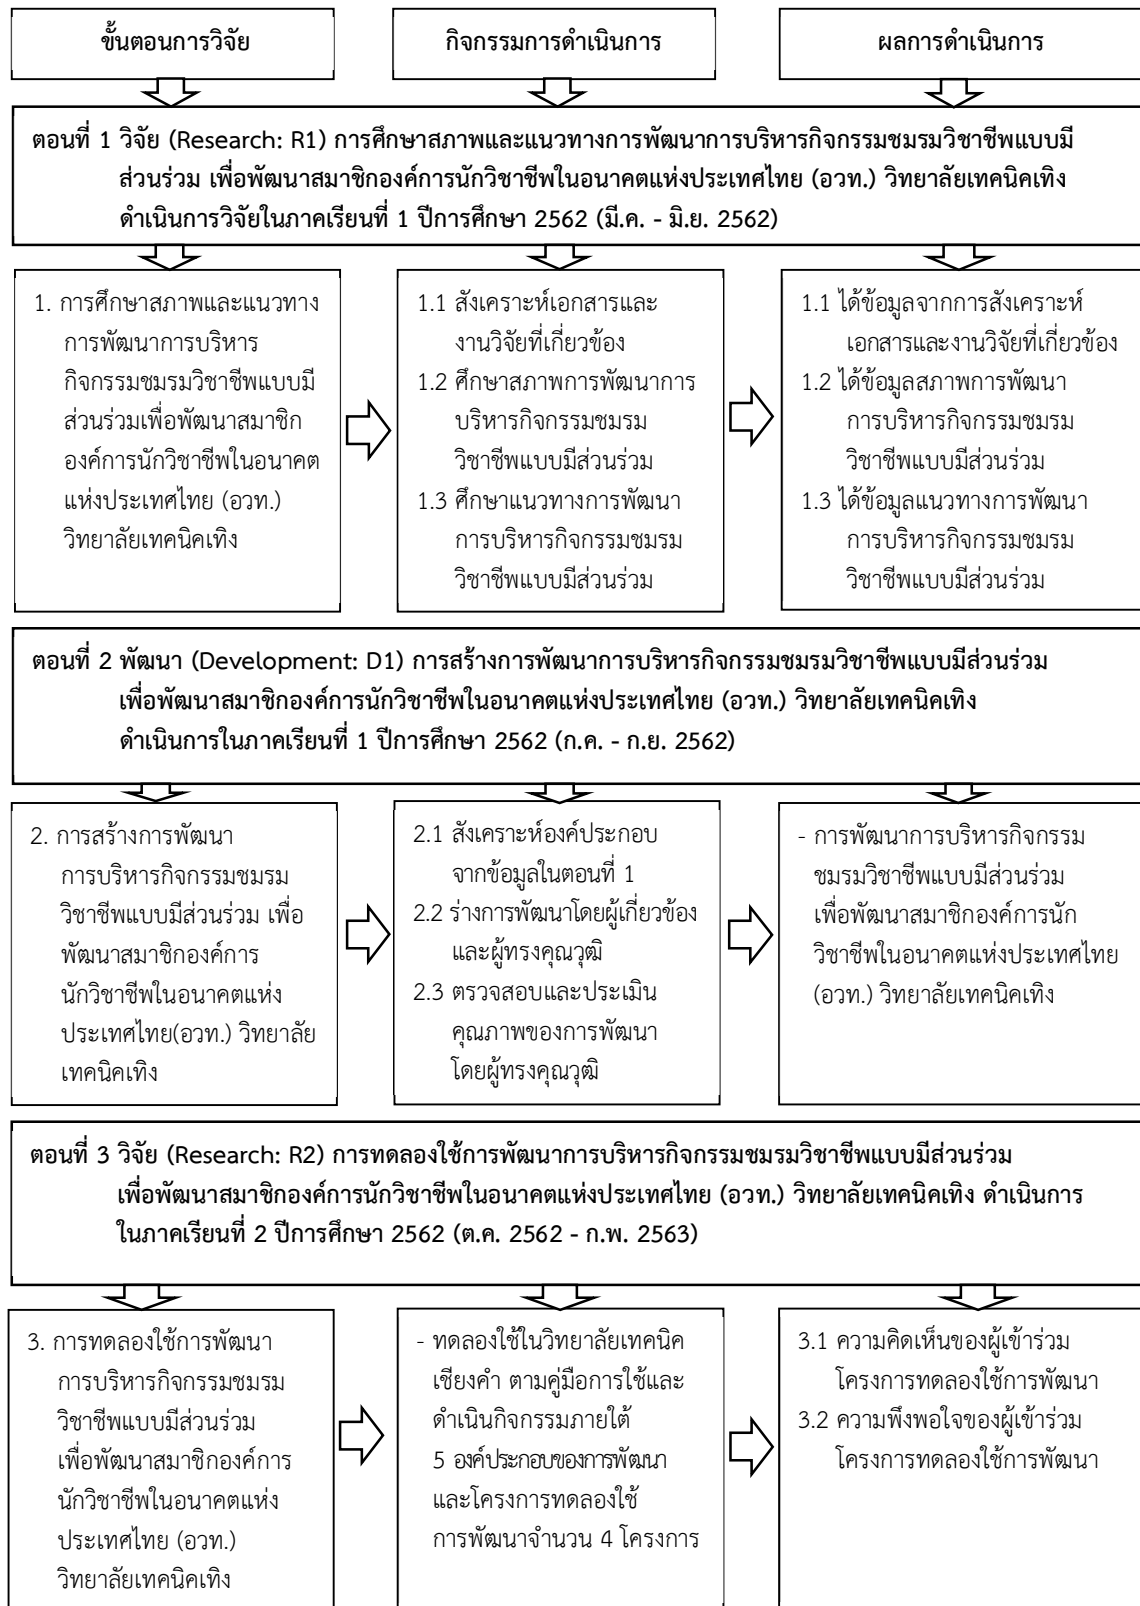 ขั้นตอนการวิจัย
กิจกรรมการดำเนินการ
ผลการดำเนินการ
ตอนที่ 1 วิจัย (Research: R1) การศึกษาสภาพและแนวทางการพัฒนาการบริหารกิจกรรมชมรมวิชาชีพแบบมี
ส่วนร่วม เพื่อพัฒนาสมาชิกองค์การนักวิชาชีพในอนาคตแห่งประเทศไทย (อวท.) วิทยาลัยเทคนิคเทิง
ดำเนินการวิจัยในภาคเรียนที่ 1 ปีการศึกษา 2562 (มี.ค. - มิ.ย. 2562)
1. การศึกษาสภาพและแนวทาง
การพัฒนาการบริหาร
กิจกรรมชมรมวิชาชีพแบบมี
ส่วนร่วมเพื่อพัฒนาสมาชิก
องค์การนักวิชาชีพในอนาคต
แห่งประเทศไทย (อวท.)
วิทยาลัยเทคนิคเทิง
1.1 สังเคราะห์เอกสารและ
งานวิจัยที่เกี่ยวข้อง
1.2 ศึกษาสภาพการพัฒนาการ
บริหารกิจกรรมชมรม
วิชาชีพแบบมีส่วนร่วม
1.3 ศึกษาแนวทางการพัฒนา
การบริหารกิจกรรมชมรม
วิชาชีพแบบมีส่วนร่วม
1.1 ได้ข้อมูลจากการสังเคราะห์
เอกสารและงานวิจัยที่เกี่ยวข้อง
1.2 ได้ข้อมูลสภาพการพัฒนา
การบริหารกิจกรรมชมรม
วิชาชีพแบบมีส่วนร่วม
1.3 ได้ข้อมูลแนวทางการพัฒนา
การบริหารกิจกรรมชมรม
วิชาชีพแบบมีส่วนร่วม
ตอนที่ 2 พัฒนา (Development: D1) การสร้างการพัฒนาการบริหารกิจกรรมชมรมวิชาชีพแบบมีส่วนร่วม
เพื่อพัฒนาสมาชิกองค์การนักวิชาชีพในอนาคตแห่งประเทศไทย (อวท.) วิทยาลัยเทคนิคเทิง
ดำเนินการในภาคเรียนที่ 1 ปีการศึกษา 2562 (ก.ค. - ก.ย. 2562)
2. การสร้างการพัฒนา
การบริหารกิจกรรมชมรม
วิชาชีพแบบมีส่วนร่วม เพื่อ
พัฒนาสมาชิกองค์การ
นักวิชาชีพในอนาคตแห่ง
ประเทศไทย(อวท.) วิทยาลัย
เทคนิคเทิง
2.1 สังเคราะห์องค์ประกอบ
จากข้อมูลในตอนที่ 1
2.2 ร่างการพัฒนาโดยผู้เกี่ยวข้อง
และผู้ทรงคุณวุฒิ
2.3 ตรวจสอบและประเมิน
คุณภาพของการพัฒนา
โดยผู้ทรงคุณวุฒิ
- การพัฒนาการบริหารกิจกรรม
ชมรมวิชาชีพแบบมีส่วนร่วม
เพื่อพัฒนาสมาชิกองค์การนัก
วิชาชีพในอนาคตแห่งประเทศไทย
(อวท.) วิทยาลัยเทคนิคเทิง
ตอนที่ 3 วิจัย (Research: R2) การทดลองใช้การพัฒนาการบริหารกิจกรรมชมรมวิชาชีพแบบมีส่วนร่วม
เพื่อพัฒนาสมาชิกองค์การนักวิชาชีพในอนาคตแห่งประเทศไทย (อวท.) วิทยาลัยเทคนิคเทิง ดำเนินการ
ในภาคเรียนที่ 2 ปีการศึกษา 2562 (ต.ค. 2562 - ก.พ. 2563)
3. การทดลองใช้การพัฒนา
การบริหารกิจกรรมชมรม
วิชาชีพแบบมีส่วนร่วม
เพื่อพัฒนาสมาชิกองค์การ
นักวิชาชีพในอนาคตแห่ง
ประเทศไทย (อวท.)
วิทยาลัยเทคนิคเทิง
- ทดลองใช้ในวิทยาลัยเทคนิค
เชียงคำ ตามคู่มือการใช้และ
ดำเนินกิจกรรมภายใต้
5 องค์ประกอบของการพัฒนา
และโครงการทดลองใช้
การพัฒนาจำนวน 4 โครงการ
3.1 ความคิดเห็นของผู้เข้าร่วม
โครงการทดลองใช้การพัฒนา
3.2 ความพึงพอใจของผู้เข้าร่วม
โครงการทดลองใช้การพัฒนา